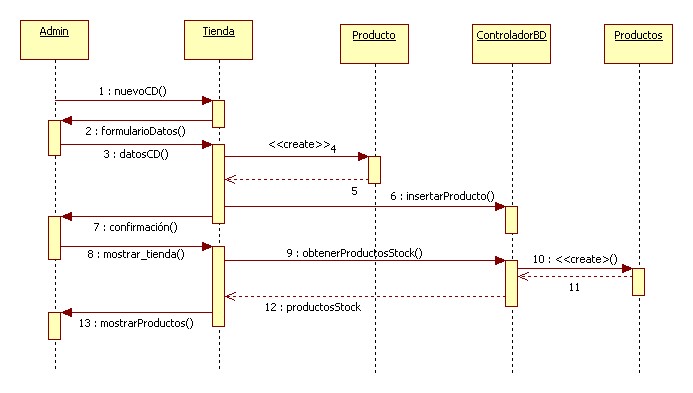 Admin
Tienda
Producto
ControladorBD
Productos
1 : nuevoCD()
2 : formularioDatos()
3 : datosCD()
<<create>>
4
5
6 : insertarProducto()
7 : confirmación()
8 : mostrar_tienda()
9 : obtenerProductosStock()
10 : <<create>()
11
12 : productosStock
13 : mostrarProductos()